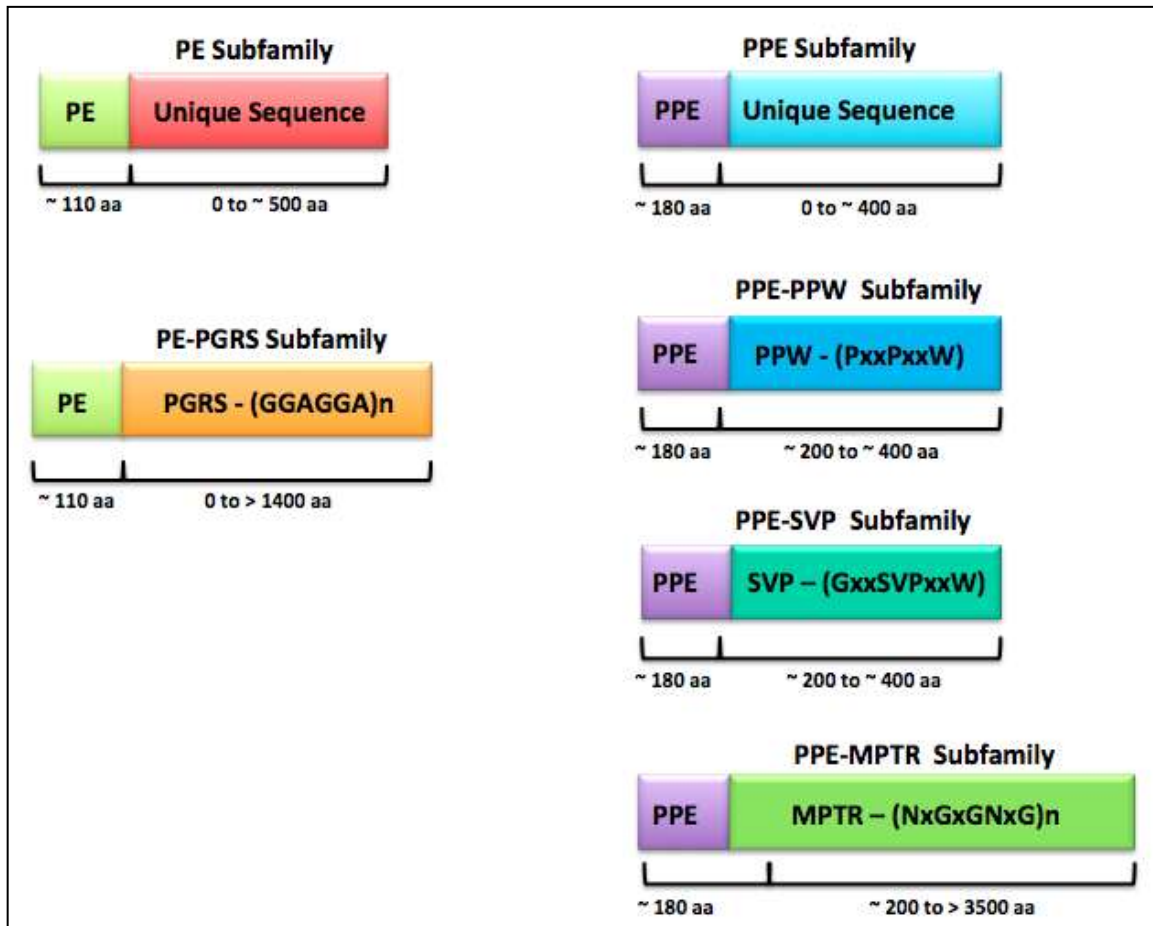 PE Subfamily
PE Unique Sequence
~ 110 aa 0 to ~ 500 aa
PE-PGRS Subfamily
PE PGRS - (GGAGGA)n
~ 110 aa 0 to > 1400 aa
PPE Subfamily
PPE Unique Sequence
~ 180 aa 0 to ~ 400 aa
PPE-PPW Subfamily
PPE PPW - (PxxPxxW)
~ 180 aa ~ 200 to ~ 400 aa
PPE-SVP Subfamily
PPE SVP – (GxxSVPxxW)
~ 180 aa ~ 200 to ~ 400 aa
PPE-MPTR Subfamily
PPE MPTR – (NxGxGNxG)n
~ 180 aa ~ 200 to > 3500 aa